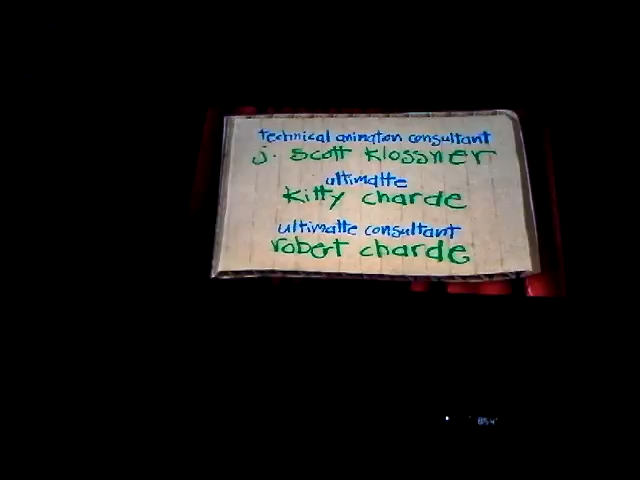 technical animation consultant
j. scott klossner
ultimatte
kitty charde
ultimatte consultant
robert charde